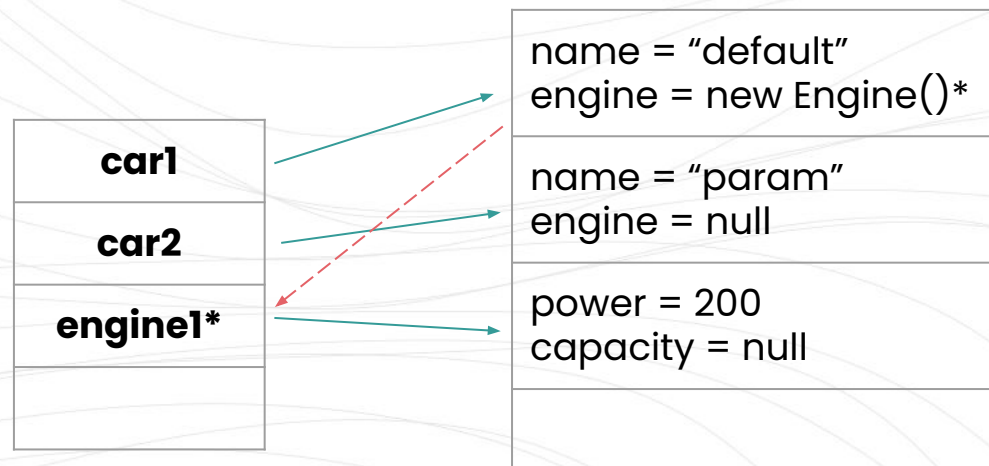 car1
car2
engine1*
name = “default”
engine = new Engine()*
name = “param”
engine = null
power = 200
capacity = null